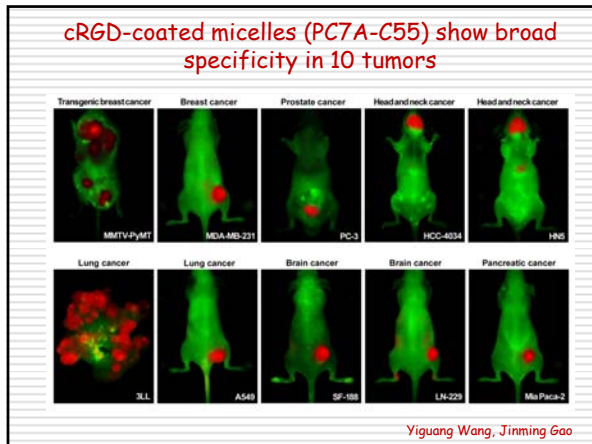 cRGD-coated micelles (PC7A-C55) show broad
specificity in 10 tumors
Transgenic breast cancer
Breast cancer
Prostate cancer
Head and neck cancer
Head and neck cancer
MMTV-PyMT
MDA-MB-231
PC-3
HCC-4034
HN5
Lung cancer
Lung cancer
Brain cancer
Brain cancer
Pancreatic cancer
3LL
A549
SF-188
LN-229
Mia Paca-2
Yiguang Wang, Jinming Gao